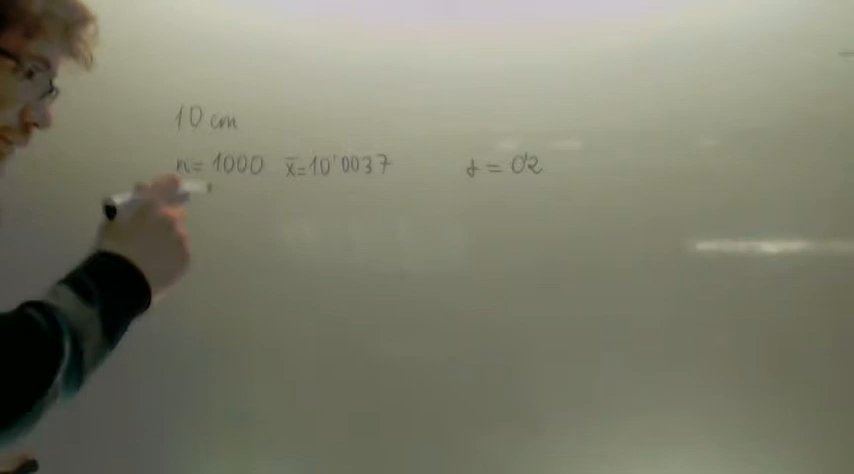 10 cm
n = 1000 x̄ = 10'0037 σ = 0'2